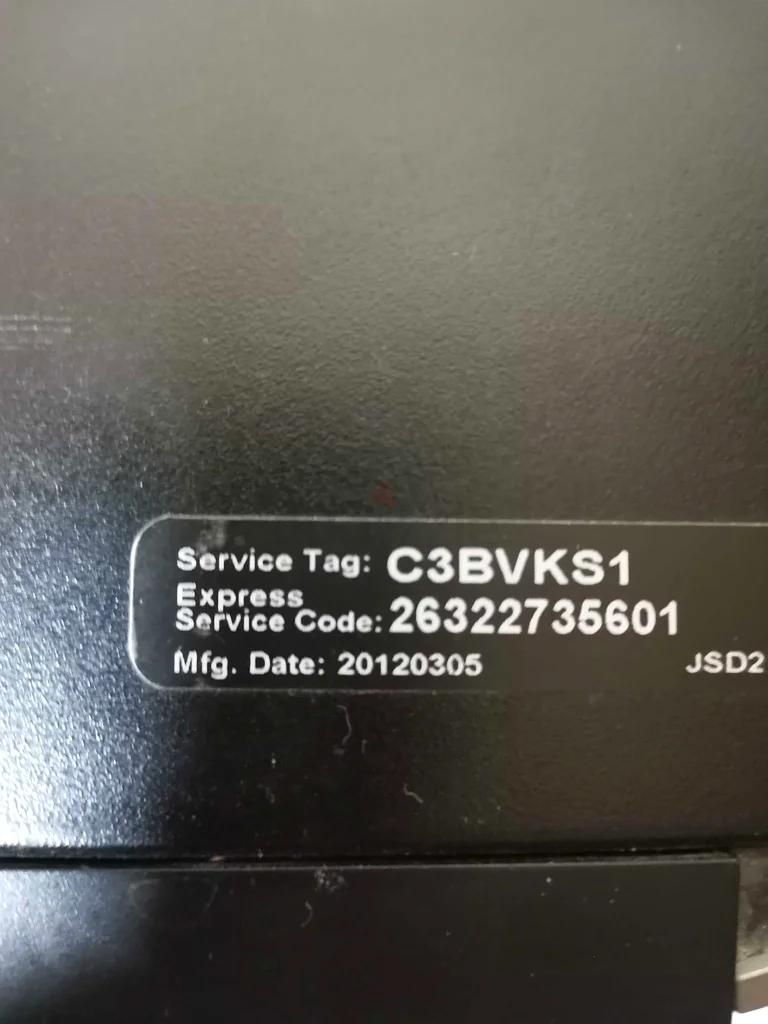 Service Tag: C3BVKS1
Express
Service Code: 26322735601
Mfg. Date: 20120305 JSD2